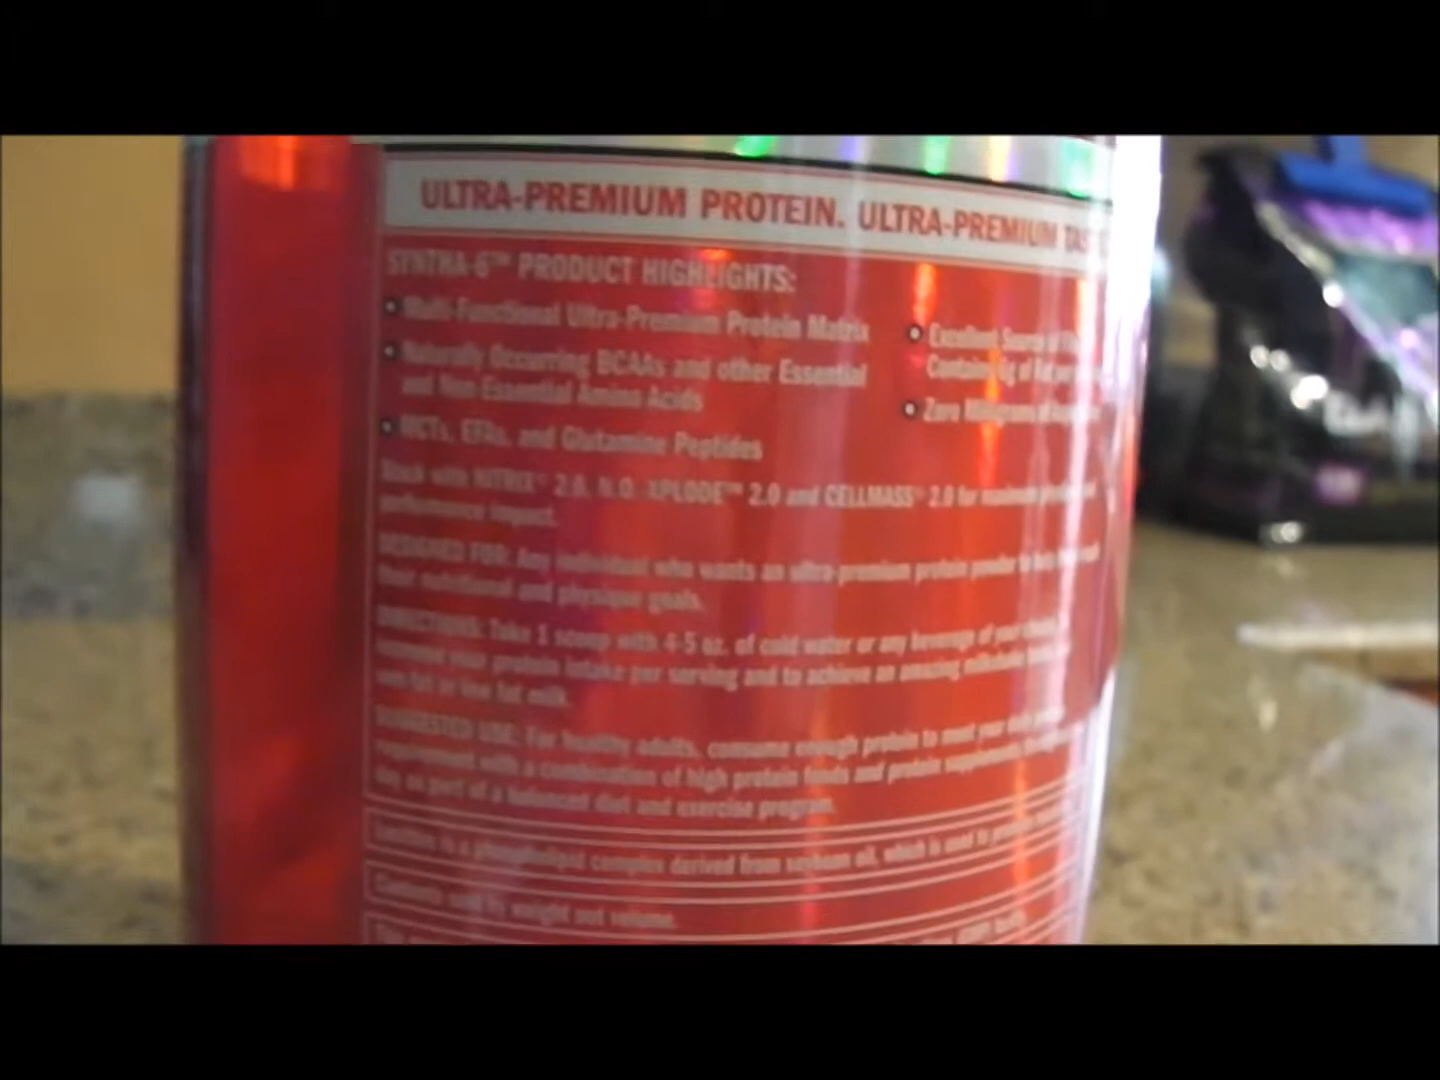 ULTRA-PREMIUM PROTEIN. ULTRA-PREMIUM
SYNTHA-6™ PRODUCT HIGHLIGHTS:
Multi-Functional Ultra-Premium Protein Matrix
Naturally Occurring BCAAs and other Essential
and Non-Essential Amino Acids
MCTs, EFAs, and Glutamine Peptides
Excellent Source of
Contains
Zero
Stack with NITRIX® 2.0, N.O.-XPLODE™ 2.0 and CELLMASS® 2.0 for
performance impact.
DESIGNED FOR: Any individual who wants an ultra-premium protein powder to
their nutritional and physique goals.
DIRECTIONS: Take 1 scoop with 4-5 oz. of cold water or any beverage of your
your protein intake per serving and to achieve an amazing milkshake
non-fat or low fat milk.
SUGGESTED USE: For healthy adults, consume enough protein to meet your
requirement with a combination of high protein foods and protein supplements
day as part of a balanced diet and exercise program.
Lecithin is a phospholipid complex derived from soybean oil, which is used to
Contents sold by weight not volume.